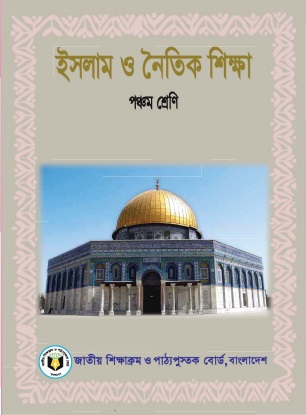 ইসলাম ও নৈতিক শিক্ষা
পঞ্চম শ্রেণি
জাতীয় শিক্ষাক্রম ও পাঠ্যপুস্তক বোর্ড, বাংলাদেশ